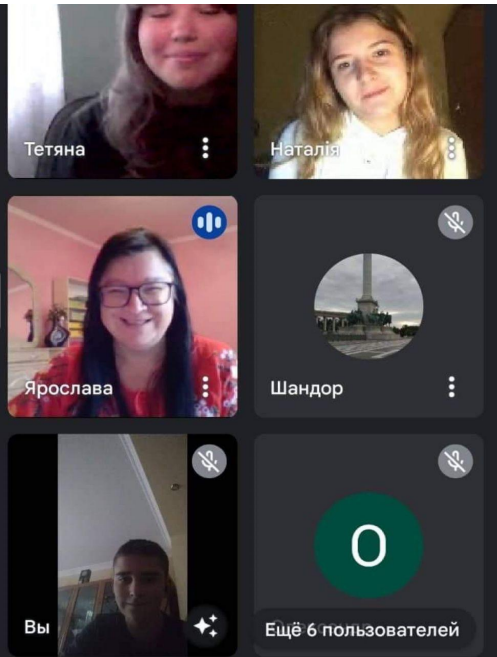 Тетяна
Наталія
Ярослава
Шандор
Вы
О
Ещё 6 пользователей